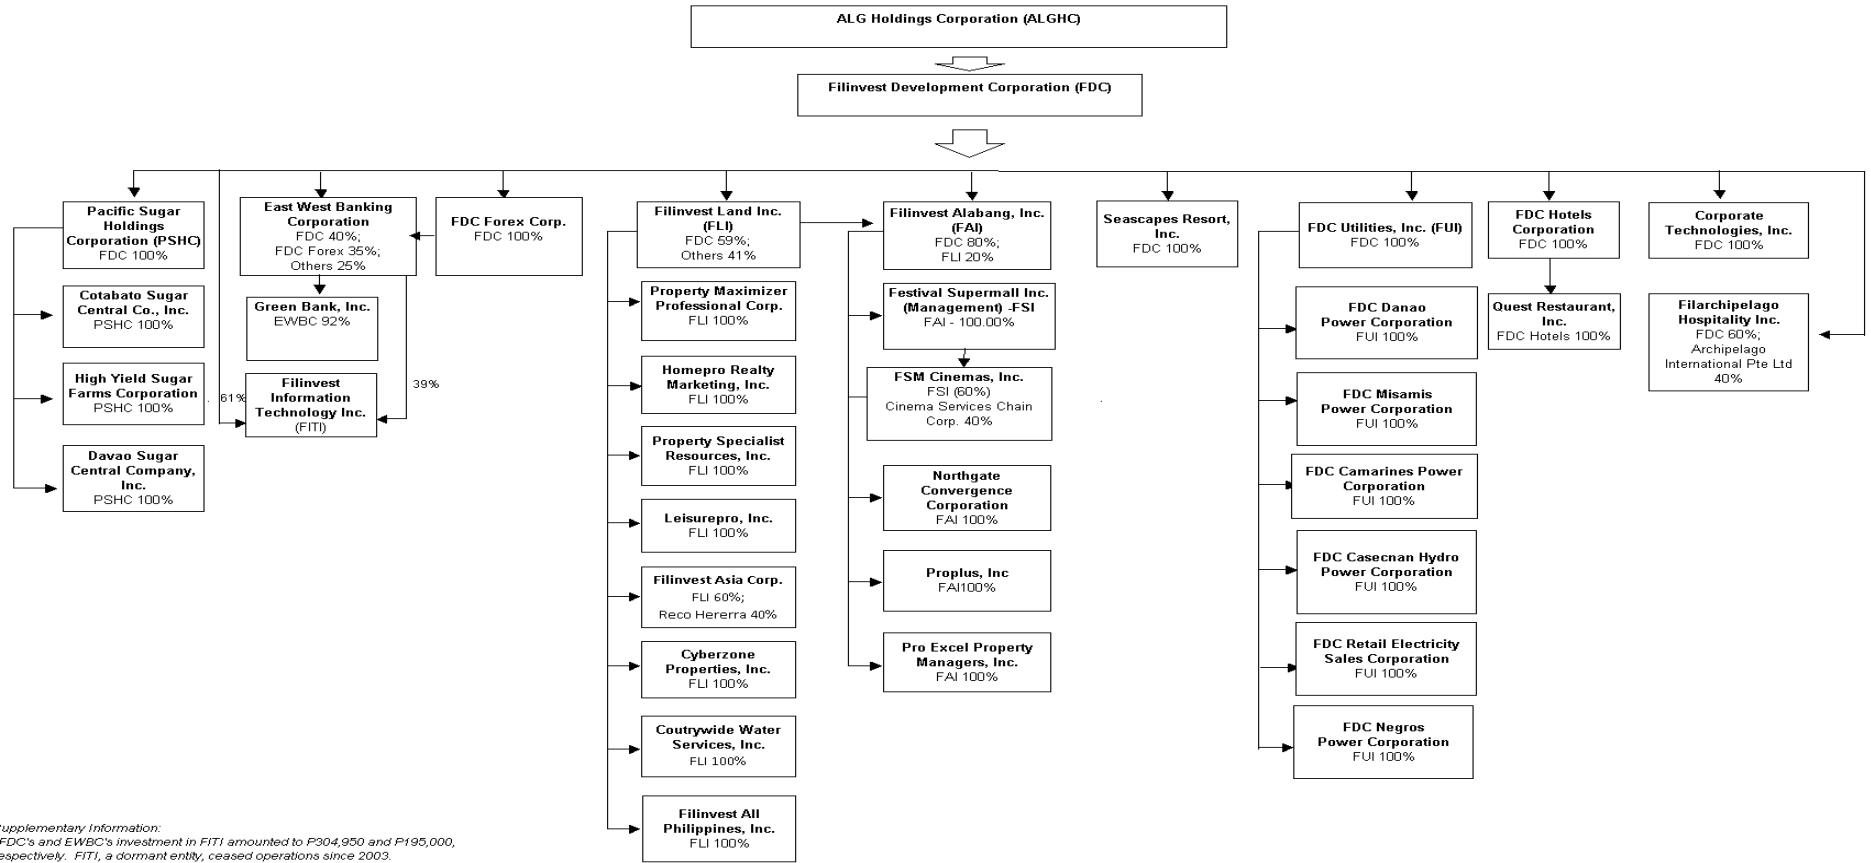 ALG Holdings Corporation (ALGHC)
Filinvest Development Corporation (FDC)
Pacific Sugar
Holdings
Corporation (PSHC)
FDC 100%
Cotabato Sugar
Central Co., Inc.
PSHC 100%
High Yield Sugar
Farms Corporation
PSHC 100%
Davao Sugar
Central Company,
Inc.
PSHC 100%
East West Banking
Corporation
FDC 40%;
FDC Forex 35%;
Others 25%
Green Bank, Inc.
EWBC 92%
Filinvest
Information
Technology Inc.
(FITI)
61%
39%
FDC Forex Corp.
FDC 100%
Filinvest Land Inc.
(FLI)
FDC 59%;
Others 41%
Property Maximizer
Professional Corp.
FLI 100%
Homepro Realty
Marketing, Inc.
FLI 100%
Property Specialist
Resources, Inc.
FLI 100%
Leisurepro, Inc.
FLI 100%
Filinvest Asia Corp.
FLI 60%;
Reco Hererra 40%
Cyberzone
Properties, Inc.
FLI 100%
Coutrywide Water
Services, Inc.
FLI 100%
Filinvest All
Philippines, Inc.
FLI 100%
Filinvest Alabang, Inc.
(FAI)
FDC 80%;
FLI 20%
Festival Supermall Inc.
(Management) -FSI
FAI - 100.00%
FSM Cinemas, Inc.
FSI (60%)
Cinema Services Chain
Corp. 40%
Northgate
Convergence
Corporation
FAI 100%
Proplus, Inc
FAI100%
Pro Excel Property
Managers, Inc.
FAI 100%
Seascapes Resort,
Inc.
FDC 100%
FDC Utilities, Inc. (FUI)
FDC 100%
FDC Danao
Power Corporation
FUI 100%
FDC Misamis
Power Corporation
FUI 100%
FDC Camarines Power
Corporation
FUI 100%
FDC Casecnan Hydro
Power Corporation
FUI 100%
FDC Retail Electricity
Sales Corporation
FUI 100%
FDC Negros
Power Corporation
FUI 100%
FDC Hotels
Corporation
FDC 100%
Quest Restaurant,
Inc.
FDC Hotels 100%
Corporate
Technologies, Inc.
FDC 100%
Filarchipelago
Hospitality Inc.
FDC 60%;
Archipelago
International Pte Ltd
40%
upplementary Information:
FDC's and EWBC's investment in FITI amounted to P304,950 and P195,000,
espectively. FITI, a dormant entity, ceased operations since 2003.